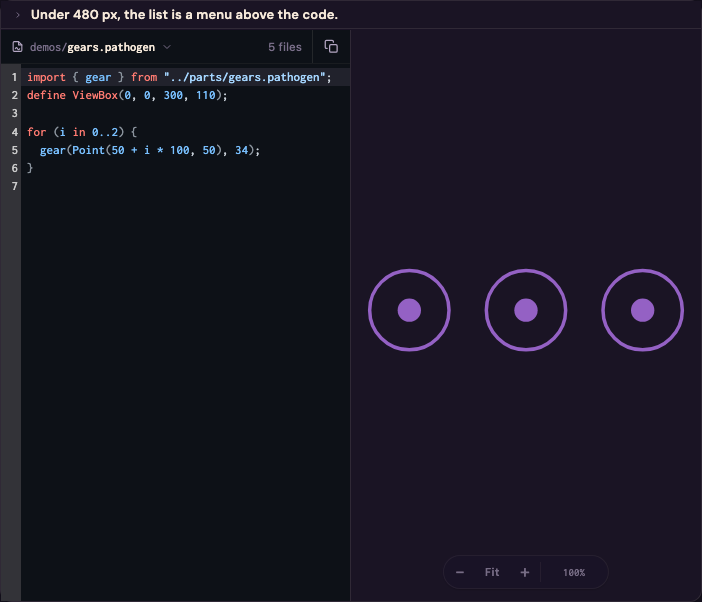 Under 480 px, the list is a menu above the code.
demos/gears.pathogen 5 files
1 import { gear } from "../parts/gears.pathogen";
2 define ViewBox(0, 0, 300, 110);
3
4 for (i in 0..2) {
5   gear(Point(50 + i * 100, 50), 34);
6 }
7
− Fit + 100%